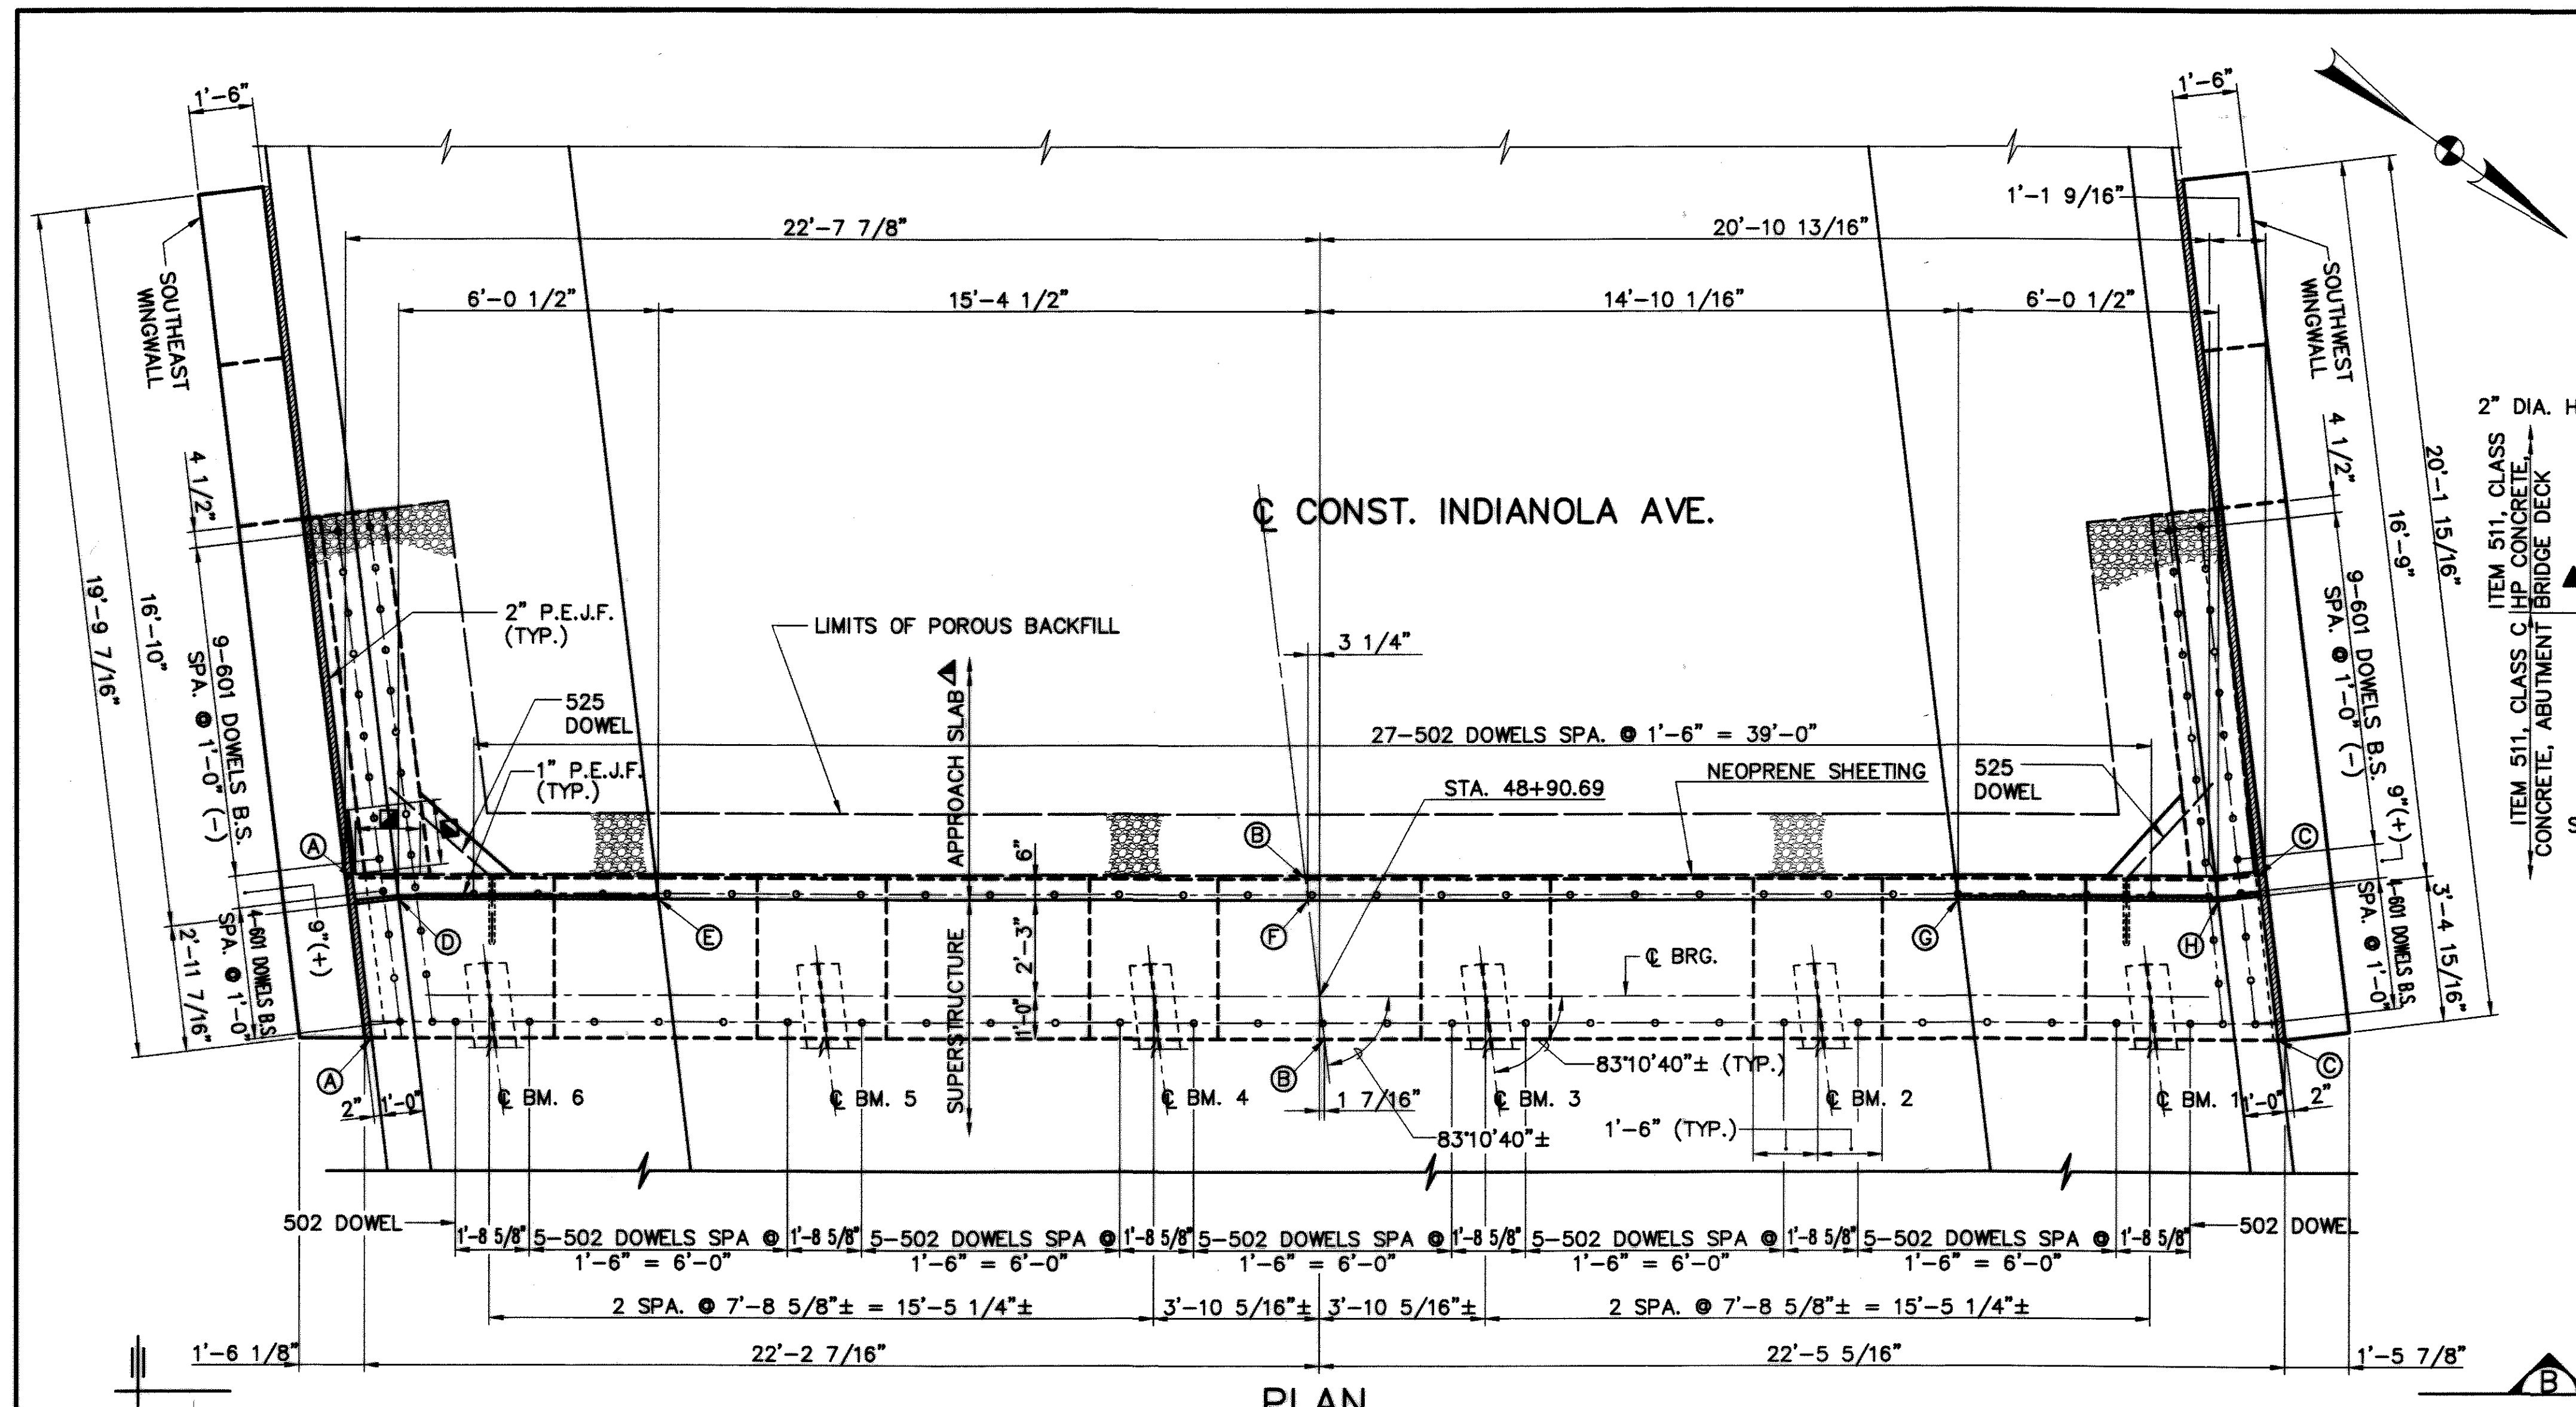 1'-6"
1'-6"
1'-1 9/16"
22'-7 7/8"
20'-10 13/16"
6'-0 1/2"
15'-4 1/2"
14'-10 1/16"
6'-0 1/2"
SOUTHEAST
WINGWALL
SOUTHWEST
WINGWALL
4 1/2"
4 1/2"
2" DIA. H
ITEM 511, CLASS
HP CONCRETE,
BRIDGE DECK
ITEM 511, CLASS C
CONCRETE, ABUTMENT
S
℄ CONST. INDIANOLA AVE.
19'-9 7/16"
16'-10"
9-601 DOWELS B.S.
SPA. @ 1'-0" (-)
2" P.E.J.F.
(TYP.)
LIMITS OF POROUS BACKFILL
3 1/4"
525
DOWEL
27-502 DOWELS SPA. @ 1'-6" = 39'-0"
1" P.E.J.F.
(TYP.)
NEOPRENE SHEETING
525
DOWEL
STA. 48+90.69
20'-1 15/16"
16'-9"
9-601 DOWELS B.S.
SPA. @ 1'-0" (-)
9"(+)
A
B
C
APPROACH SLAB
6"
SUPERSTRUCTURE
2'-3"
1'-0"
D
E
F
G
H
9"(+)
4-601 DOWELS B.S.
SPA. @ 1'-0"
2'-11 7/16"
4-601 DOWELS B.S.
SPA. @ 1'-0"
3'-4 15/16"
℄ BRG.
A
B
C
83°10'40"± (TYP.)
2"
1'-0"
℄ BM. 6
℄ BM. 5
℄ BM. 4
1 7/16"
℄ BM. 3
℄ BM. 2
℄ BM. 1
1'-0"
2"
83°10'40"±
1'-6" (TYP.)
502 DOWEL
502 DOWEL
1'-8 5/8"
5-502 DOWELS SPA @
1'-6" = 6'-0"
1'-8 5/8"
5-502 DOWELS SPA @
1'-6" = 6'-0"
1'-8 5/8"
5-502 DOWELS SPA @
1'-6" = 6'-0"
1'-8 5/8"
5-502 DOWELS SPA @
1'-6" = 6'-0"
1'-8 5/8"
5-502 DOWELS SPA @
1'-6" = 6'-0"
1'-8 5/8"
2 SPA. @ 7'-8 5/8"± = 15'-5 1/4"±
3'-10 5/16"±
3'-10 5/16"±
2 SPA. @ 7'-8 5/8"± = 15'-5 1/4"±
1'-6 1/8"
22'-2 7/16"
22'-5 5/16"
1'-5 7/8"
PLAN
B